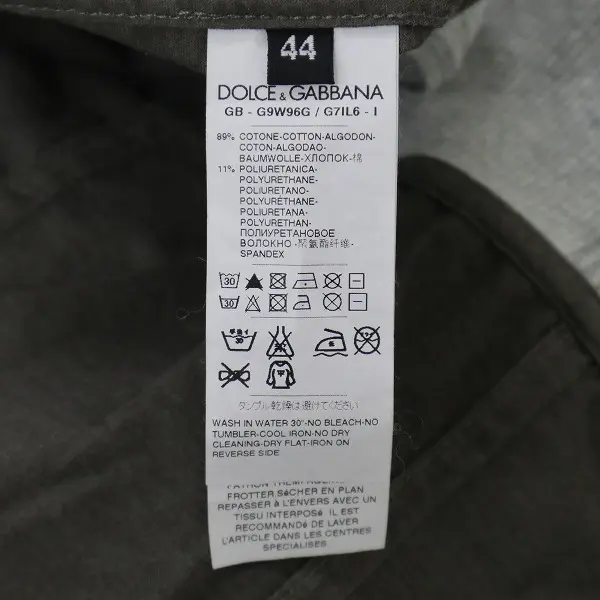 44
DOLCE & GABBANA
GB - G9W96G / G7IL6 - I
89% COTONE-COTTON-ALGODON-
COTON-ALGODAO-
BAUMWOLLE-ХЛОПОК-棉
11% POLIURETANICA-
POLYURETHANE-
POLIURETANO-
POLYURETHANE-
POLIURETANA-
POLYURETHAN-
ПОЛИУРЕТАНОВОЕ
ВОЛОКНО-聚氨酯纤维-
SPANDEX
30
30
タンブル乾燥は避けてください
WASH IN WATER 30°-NO BLEACH-NO
TUMBLER-COOL IRON-NO DRY
CLEANING-DRY FLAT-IRON ON
REVERSE SIDE
FROTTER SéCHER EN PLAN
REPASSER à L'ENVERS AVEC UN
TISSU INTERPOSé IL EST
RECOMMANDé DE LAVER
L'ARTICLE DANS LES CENTRES
SPECIALISES